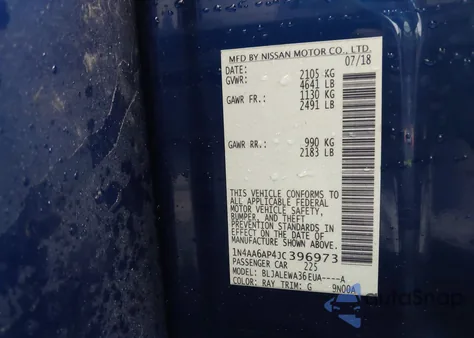 MFD BY NISSAN MOTOR CO., LTD.
DATE: 07/18
GVWR: 2105 KG
4641 LB
GAWR FR.: 1130 KG
2491 LB
GAWR RR.: 990 KG
2183 LB
THIS VEHICLE CONFORMS TO
ALL APPLICABLE FEDERAL
MOTOR VEHICLE SAFETY,
BUMPER, AND THEFT
PREVENTION STANDARDS IN
EFFECT ON THE DATE OF
MANUFACTURE SHOWN ABOVE.
1N4AA6AP4JC396973
PASSENGER CAR 225
MODEL: BLJALEWA36EUA----A
COLOR: RAY TRIM: G 9N00A
AutoSnap